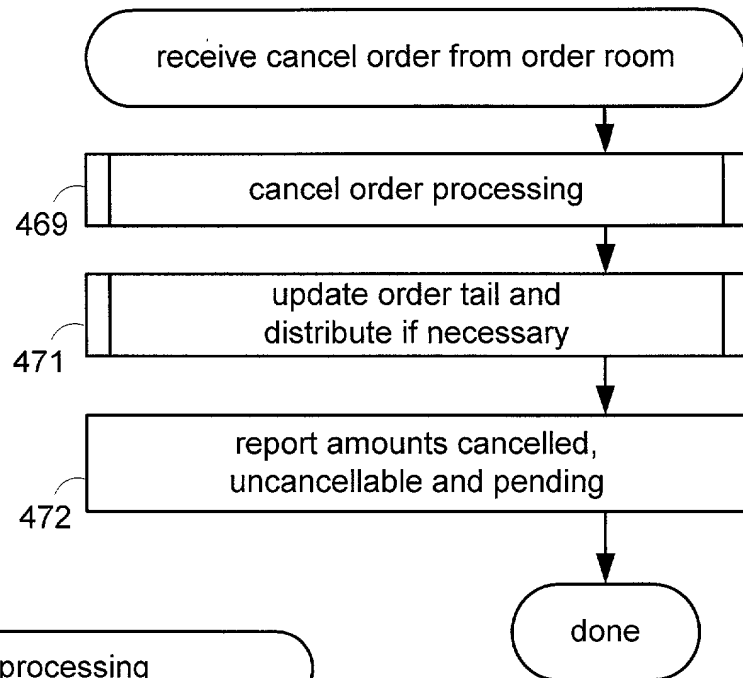 receive cancel order from order room
cancel order processing
469
update order tail and
distribute if necessary
471
report amounts cancelled,
uncancellable and pending
472
done
processing